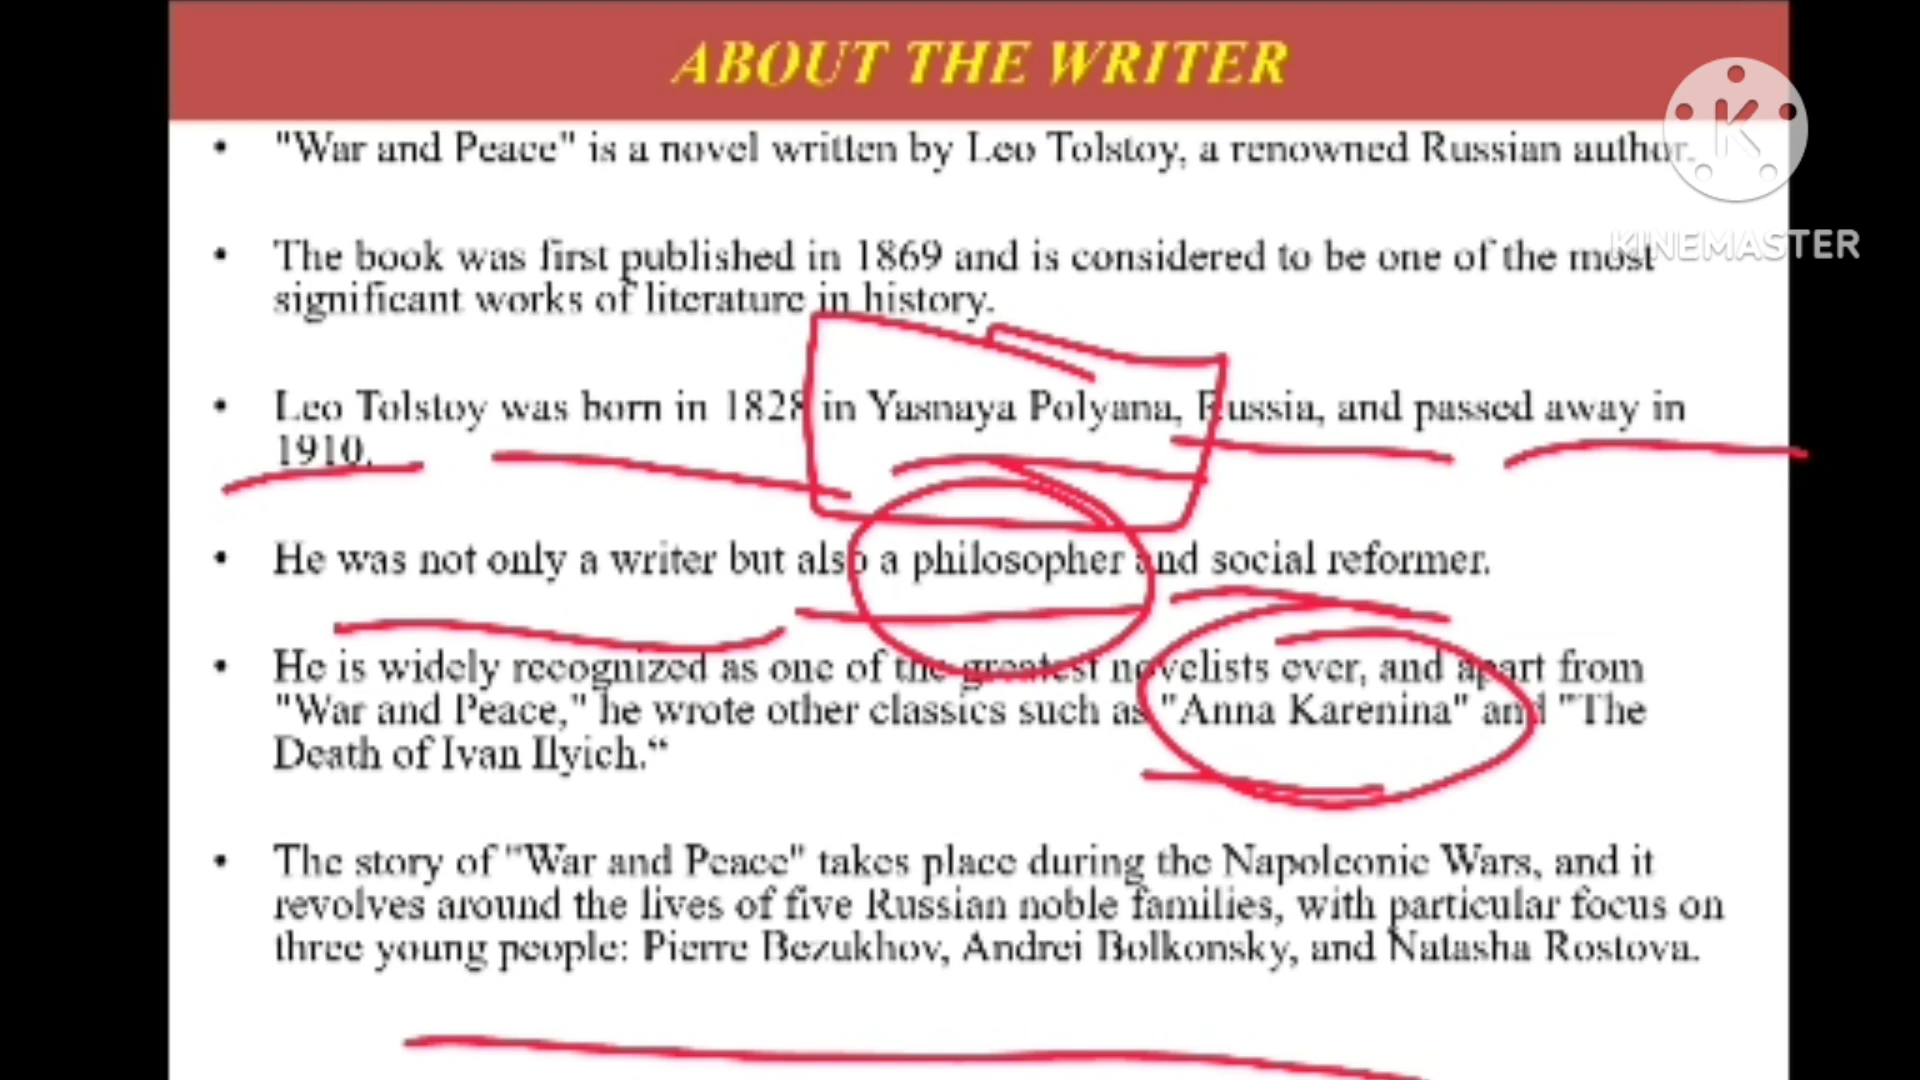 ABOUT THE WRITER
• "War and Peace" is a novel written by Leo Tolstoy, a renowned Russian author.
• The book was first published in 1869 and is considered to be one of the most
significant works of literature in history.
• Leo Tolstoy was born in 1828 in Yasnaya Polyana, Russia, and passed away in
1910.
• He was not only a writer but also a philosopher and social reformer.
• He is widely recognized as one of the greatest novelists ever, and apart from
"War and Peace," he wrote other classics such as "Anna Karenina" and "The
Death of Ivan Ilyich.“
• The story of "War and Peace" takes place during the Napoleonic Wars, and it
revolves around the lives of five Russian noble families, with particular focus on
three young people: Pierre Bezukhov, Andrei Bolkonsky, and Natasha Rostova.
K
KINEMASTER